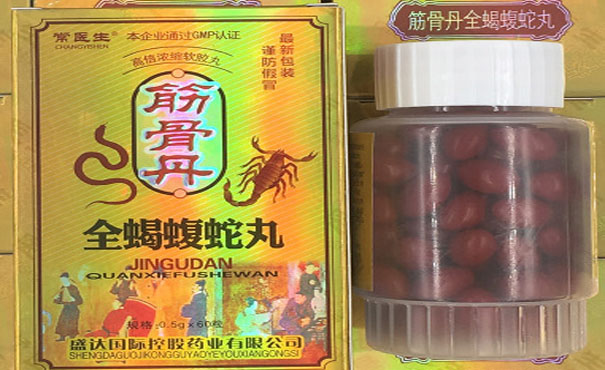 常医生®
CHANGYISHEN
本企业通过GMP认证
高倍浓缩软胶丸
最新包装
谨防假冒
筋骨丹
全蝎蝮蛇丸
JINGUDAN
QUANXIEFUSHEWAN
规格:0.5g×60粒
盛达国际控股药业有限公司
SHENGDAGUOJIKONGGUYAOYEYOUXIANGONGSI
筋骨丹全蝎蝮蛇丸